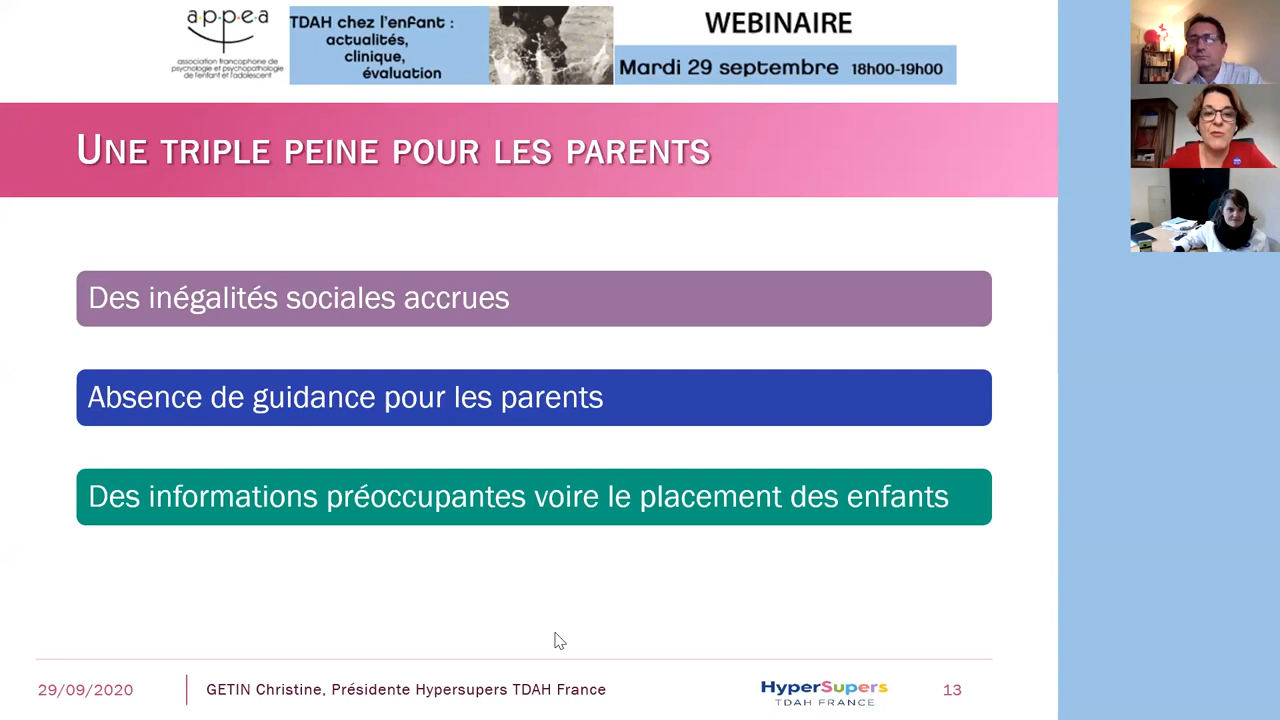 appea
association francophone de
psychologie et psychopathologie
de l'enfant et l'adolescent
TDAH chez l'enfant :
actualités,
clinique,
évaluation
WEBINAIRE
Mardi 29 septembre 18h00-19h00
UNE TRIPLE PEINE POUR LES PARENTS
Des inégalités sociales accrues
Absence de guidance pour les parents
Des informations préoccupantes voire le placement des enfants
29/09/2020
GETIN Christine, Présidente Hypersupers TDAH France
HyperSupers
TDAH FRANCE
13